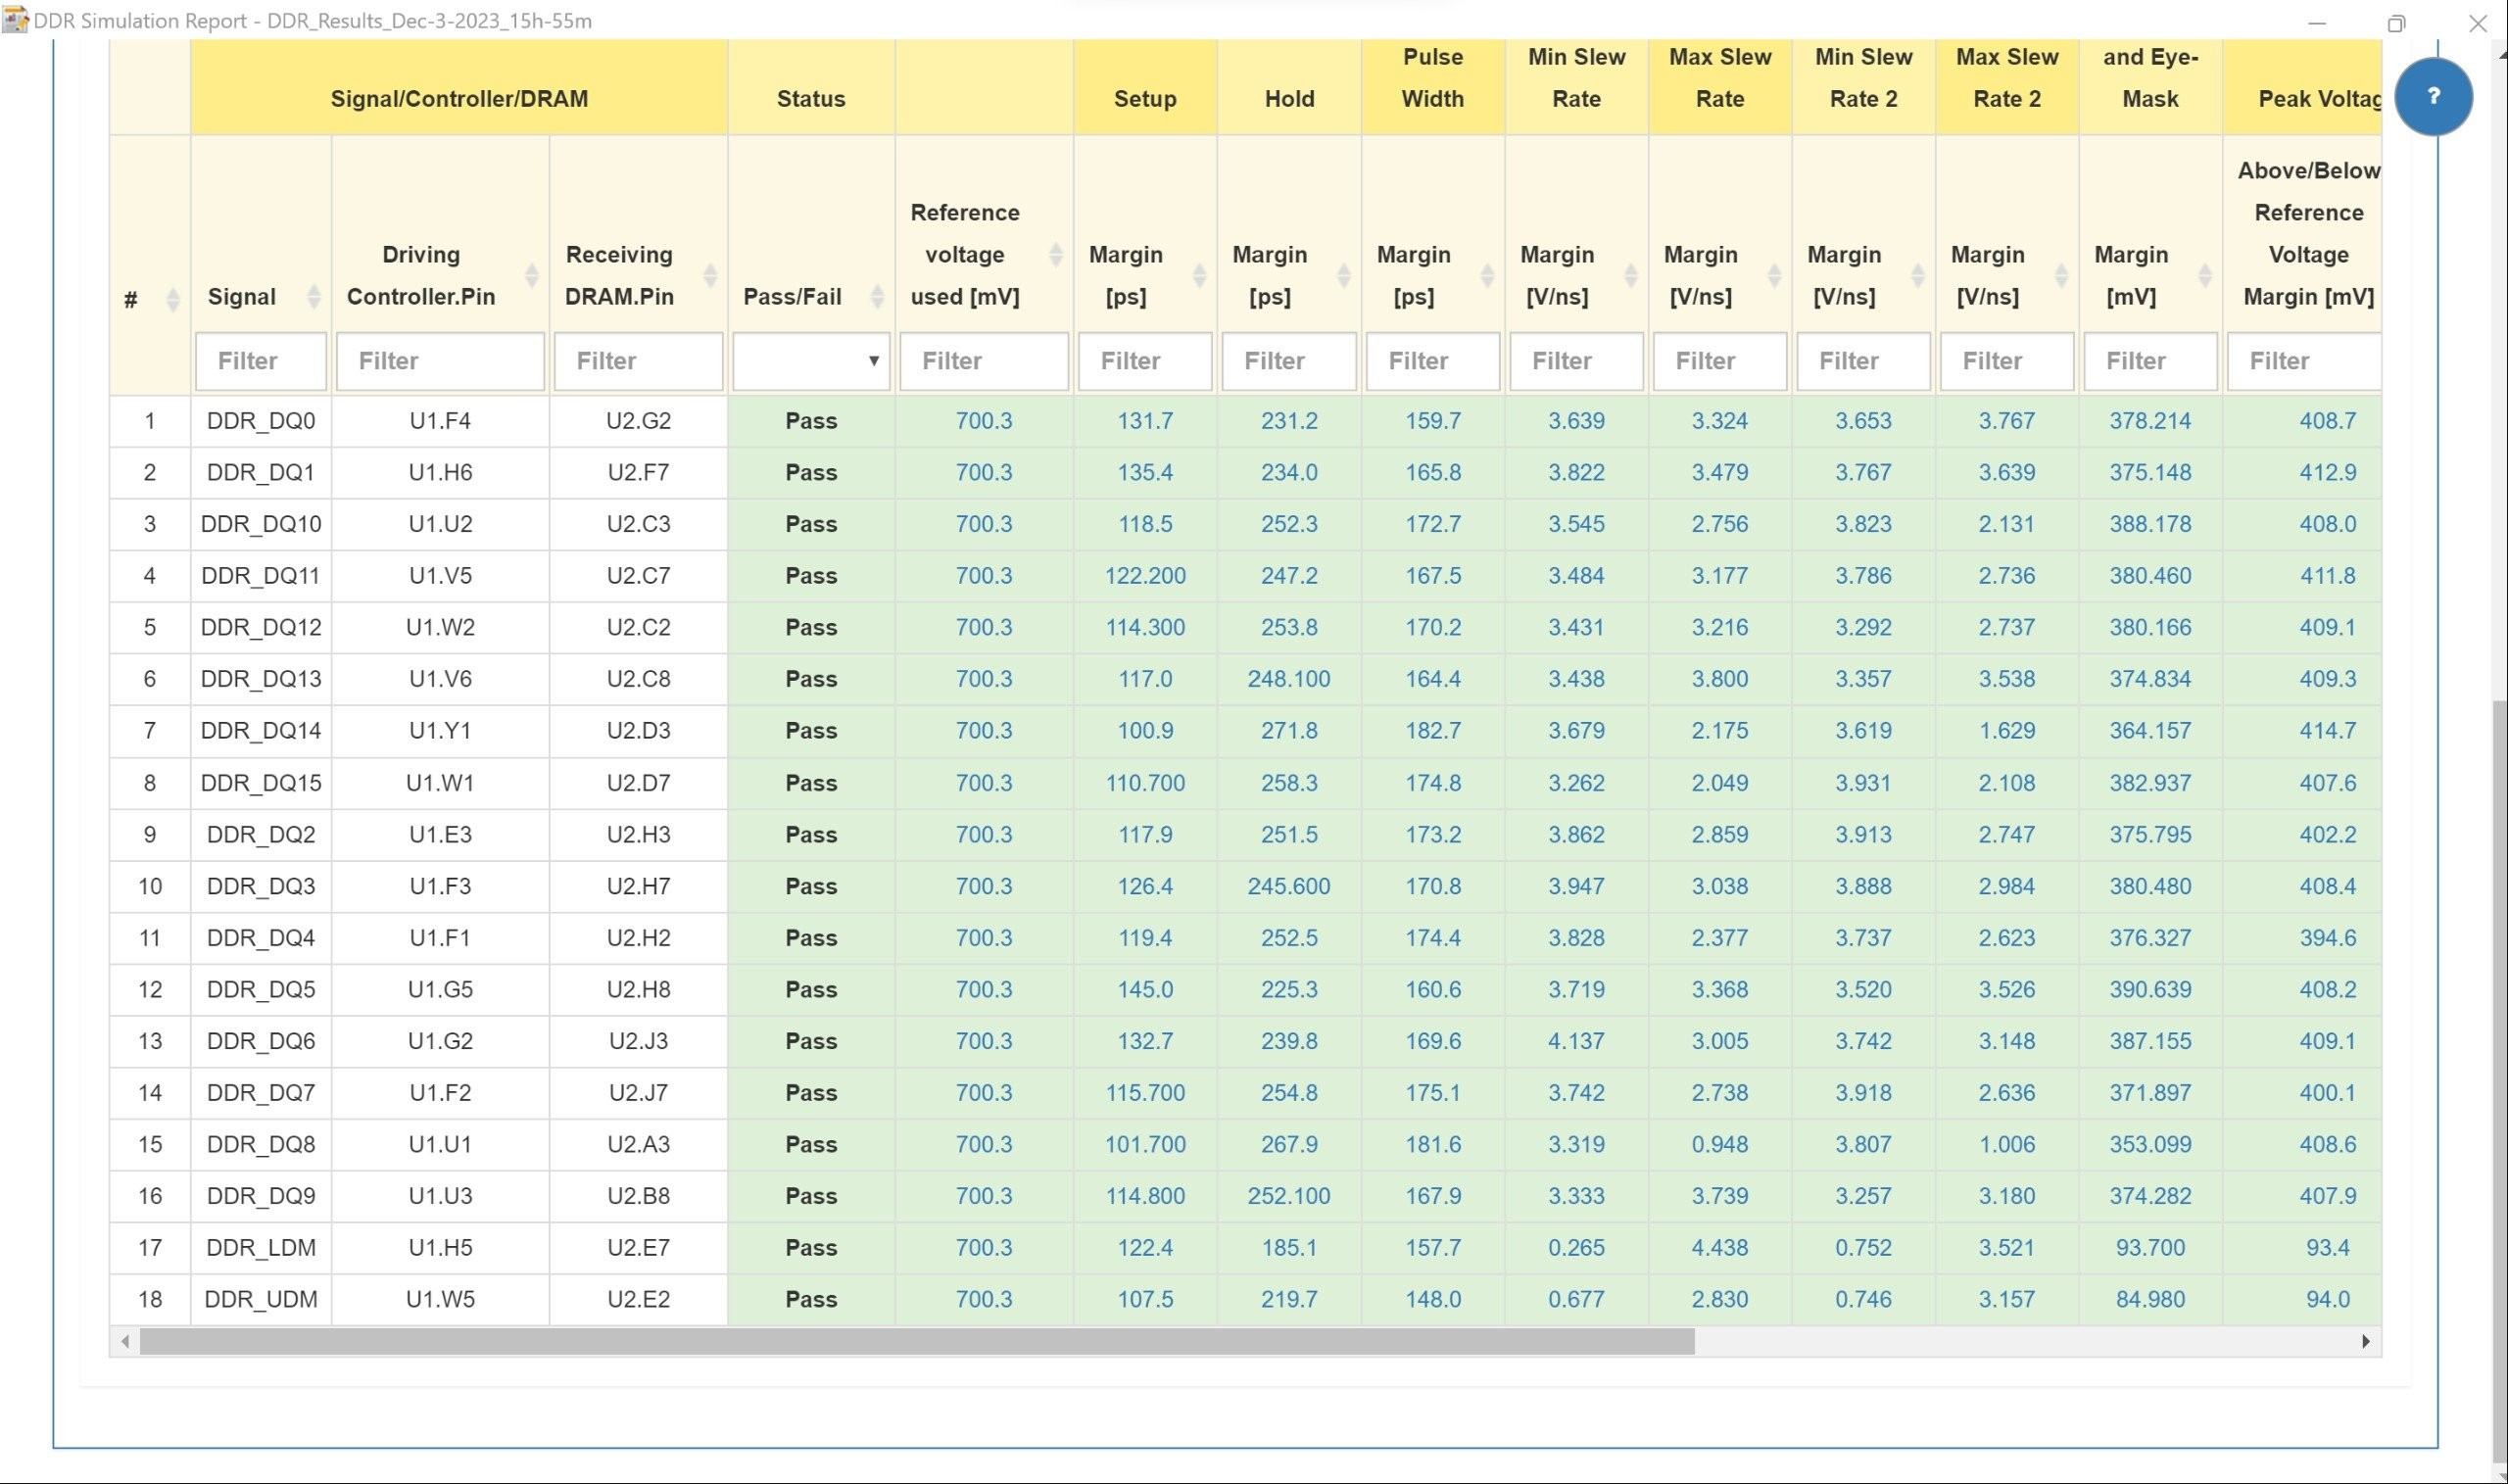 DDR Simulation Report - DDR_Results_Dec-3-2023_15h-55m
Signal/Controller/DRAM Status Setup Hold Pulse Width Min Slew Rate Max Slew Rate Min Slew Rate 2 Max Slew Rate 2 and Eye-Mask Peak Voltag
?
# Signal Driving Controller.Pin Receiving DRAM.Pin Pass/Fail Reference voltage used [mV] Margin [ps] Margin [ps] Margin [ps] Margin [V/ns] Margin [V/ns] Margin [V/ns] Margin [V/ns] Margin [mV] Above/Below Reference Voltage Margin [mV]
Filter Filter Filter Filter Filter Filter Filter Filter Filter Filter Filter Filter Filter
1 DDR_DQ0 U1.F4 U2.G2 Pass 700.3 131.7 231.2 159.7 3.639 3.324 3.653 3.767 378.214 408.7
2 DDR_DQ1 U1.H6 U2.F7 Pass 700.3 135.4 234.0 165.8 3.822 3.479 3.767 3.639 375.148 412.9
3 DDR_DQ10 U1.U2 U2.C3 Pass 700.3 118.5 252.3 172.7 3.545 2.756 3.823 2.131 388.178 408.0
4 DDR_DQ11 U1.V5 U2.C7 Pass 700.3 122.200 247.2 167.5 3.484 3.177 3.786 2.736 380.460 411.8
5 DDR_DQ12 U1.W2 U2.C2 Pass 700.3 114.300 253.8 170.2 3.431 3.216 3.292 2.737 380.166 409.1
6 DDR_DQ13 U1.V6 U2.C8 Pass 700.3 117.0 248.100 164.4 3.438 3.800 3.357 3.538 374.834 409.3
7 DDR_DQ14 U1.Y1 U2.D3 Pass 700.3 100.9 271.8 182.7 3.679 2.175 3.619 1.629 364.157 414.7
8 DDR_DQ15 U1.W1 U2.D7 Pass 700.3 110.700 258.3 174.8 3.262 2.049 3.931 2.108 382.937 407.6
9 DDR_DQ2 U1.E3 U2.H3 Pass 700.3 117.9 251.5 173.2 3.862 2.859 3.913 2.747 375.795 402.2
10 DDR_DQ3 U1.F3 U2.H7 Pass 700.3 126.4 245.600 170.8 3.947 3.038 3.888 2.984 380.480 408.4
11 DDR_DQ4 U1.F1 U2.H2 Pass 700.3 119.4 252.5 174.4 3.828 2.377 3.737 2.623 376.327 394.6
12 DDR_DQ5 U1.G5 U2.H8 Pass 700.3 145.0 225.3 160.6 3.719 3.368 3.520 3.526 390.639 408.2
13 DDR_DQ6 U1.G2 U2.J3 Pass 700.3 132.7 239.8 169.6 4.137 3.005 3.742 3.148 387.155 409.1
14 DDR_DQ7 U1.F2 U2.J7 Pass 700.3 115.700 254.8 175.1 3.742 2.738 3.918 2.636 371.897 400.1
15 DDR_DQ8 U1.U1 U2.A3 Pass 700.3 101.700 267.9 181.6 3.319 0.948 3.807 1.006 353.099 408.6
16 DDR_DQ9 U1.U3 U2.B8 Pass 700.3 114.800 252.100 167.9 3.333 3.739 3.257 3.180 374.282 407.9
17 DDR_LDM U1.H5 U2.E7 Pass 700.3 122.4 185.1 157.7 0.265 4.438 0.752 3.521 93.700 93.4
18 DDR_UDM U1.W5 U2.E2 Pass 700.3 107.5 219.7 148.0 0.677 2.830 0.746 3.157 84.980 94.0